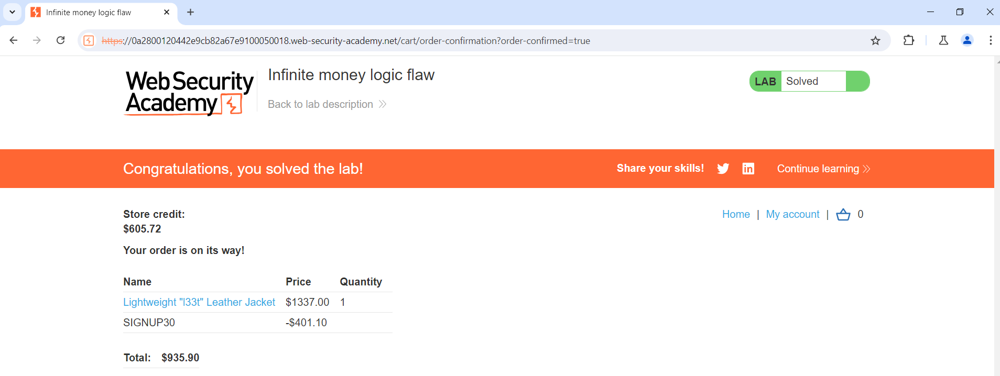 Infinite money logic flaw
https://0a2800120442e9cb82a67e9100050018.web-security-academy.net/cart/order-confirmation?order-confirmed=true
Web Security
Academy
Infinite money logic flaw
Back to lab description
LAB Solved
Congratulations, you solved the lab!
Share your skills!
Continue learning
Store credit:
$605.72
Home | My account | 0
Your order is on its way!
Name Price Quantity
Lightweight "l33t" Leather Jacket $1337.00 1
SIGNUP30 -$401.10
Total: $935.90